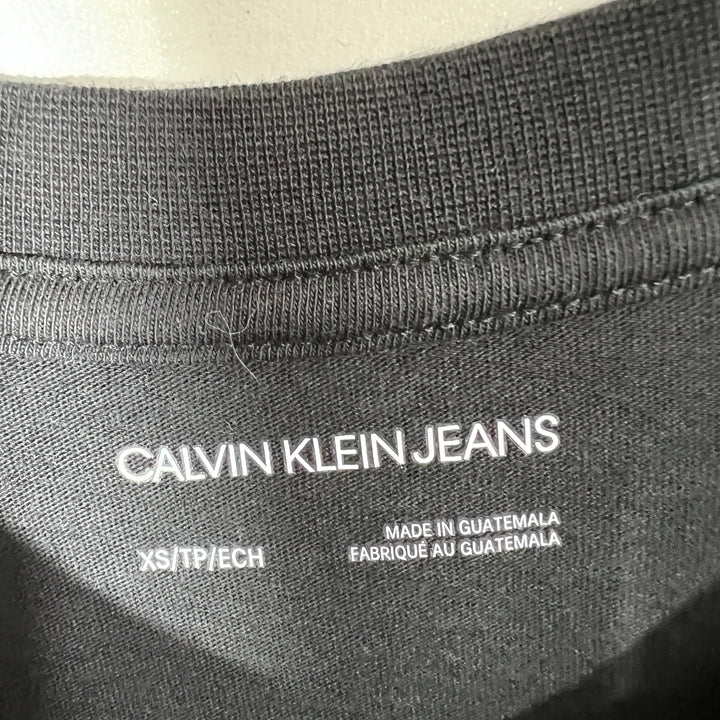 CALVIN KLEIN JEANS
XS/TP/ECH
MADE IN GUATEMALA
FABRIQUÉ AU GUATEMALA